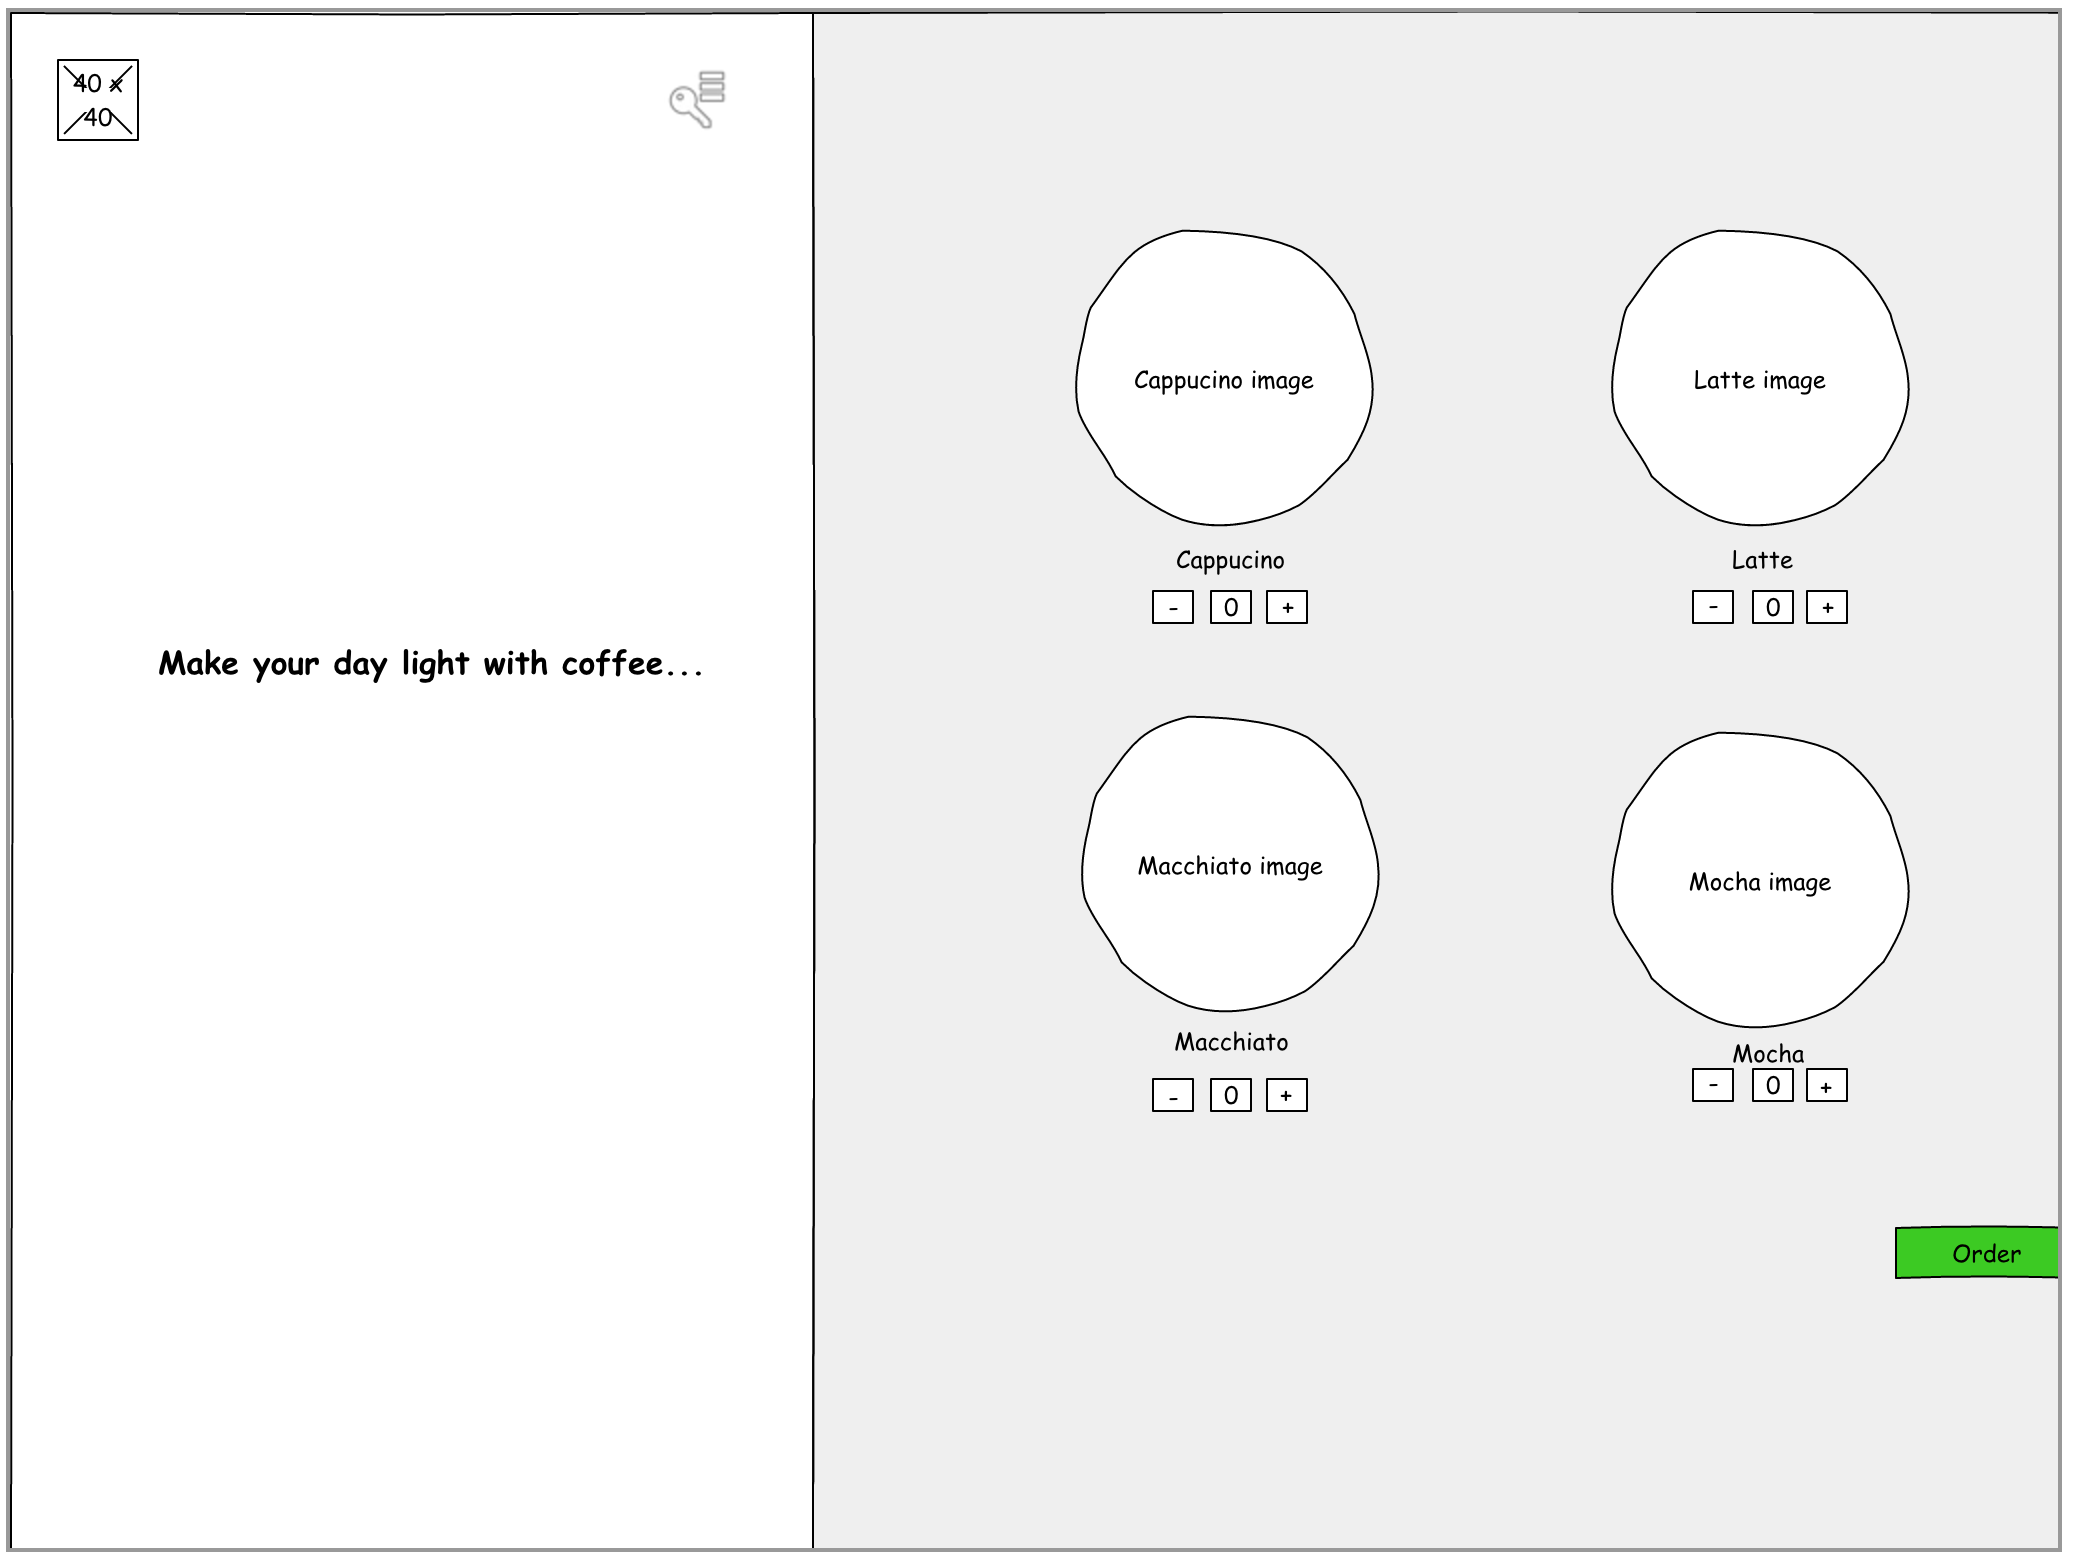 40 x
40
Make your day light with coffee...
Cappucino image
Latte image
Cappucino
Latte
- 0 +
- 0 +
Macchiato image
Mocha image
Macchiato
Mocha
- 0 +
- 0 +
Order